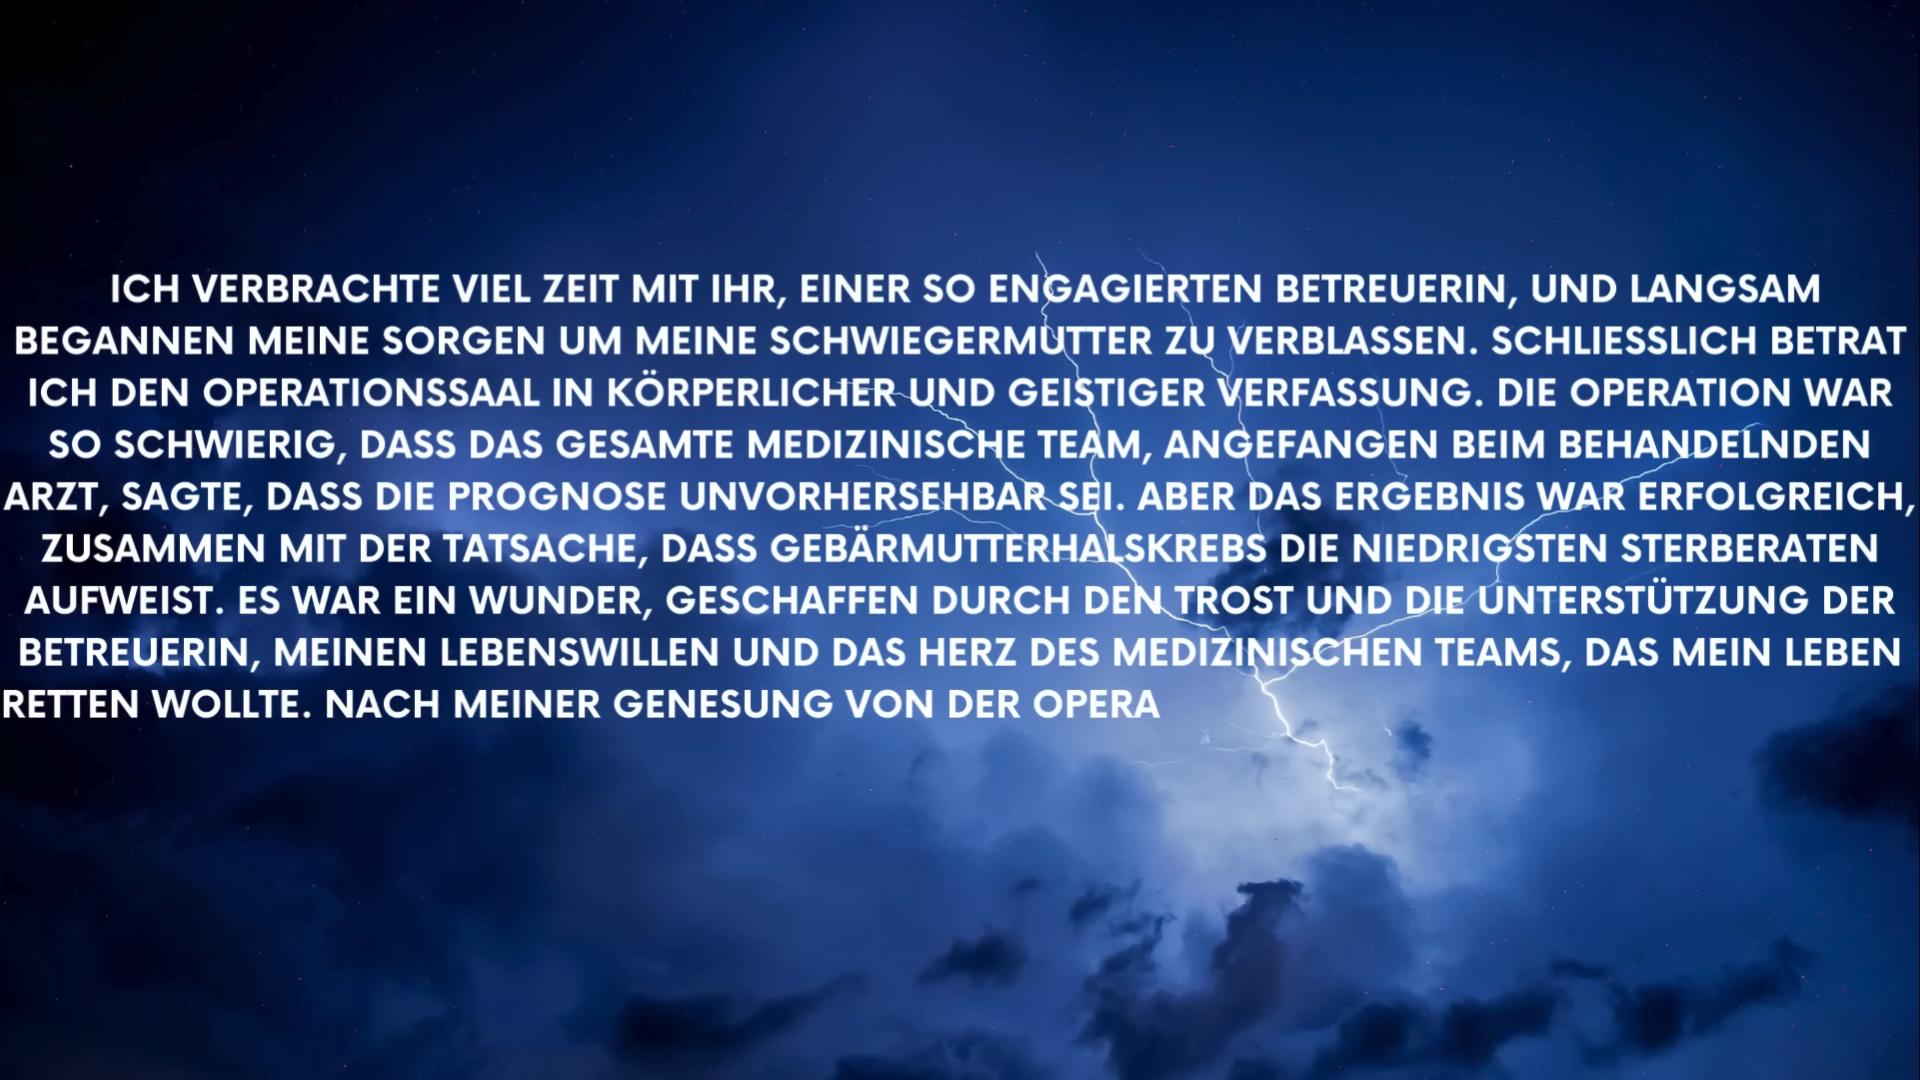 ICH VERBRACHTE VIEL ZEIT MIT IHR, EINER SO ENGAGIERTEN BETREUERIN, UND LANGSAM
BEGANNEN MEINE SORGEN UM MEINE SCHWIEGERMUTTER ZU VERBLASSEN. SCHLIESSLICH BETRAT
ICH DEN OPERATIONSSAAL IN KÖRPERLICHER UND GEISTIGER VERFASSUNG. DIE OPERATION WAR
SO SCHWIERIG, DASS DAS GESAMTE MEDIZINISCHE TEAM, ANGEFANGEN BEIM BEHANDELNDEN
ARZT, SAGTE, DASS DIE PROGNOSE UNVORHERSEHBAR SEI. ABER DAS ERGEBNIS WAR ERFOLGREICH,
ZUSAMMEN MIT DER TATSACHE, DASS GEBÄRMUTTERHALSKREBS DIE NIEDRIGSTEN STERBERATEN
AUFWEIST. ES WAR EIN WUNDER, GESCHAFFEN DURCH DEN TROST UND DIE UNTERSTÜTZUNG DER
BETREUERIN, MEINEN LEBENSWILLEN UND DAS HERZ DES MEDIZINISCHEN TEAMS, DAS MEIN LEBEN
RETTEN WOLLTE. NACH MEINER GENESUNG VON DER OPERA